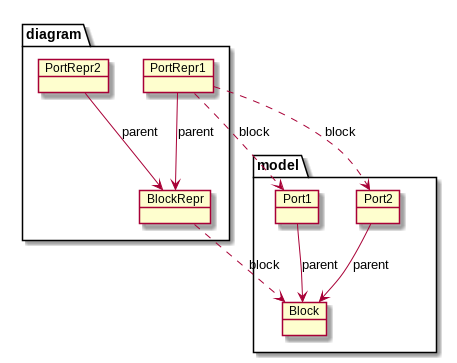 diagram
PortRepr2
PortRepr1
parent
parent
block
block
model
BlockRepr
Port1
Port2
block
parent
parent
Block